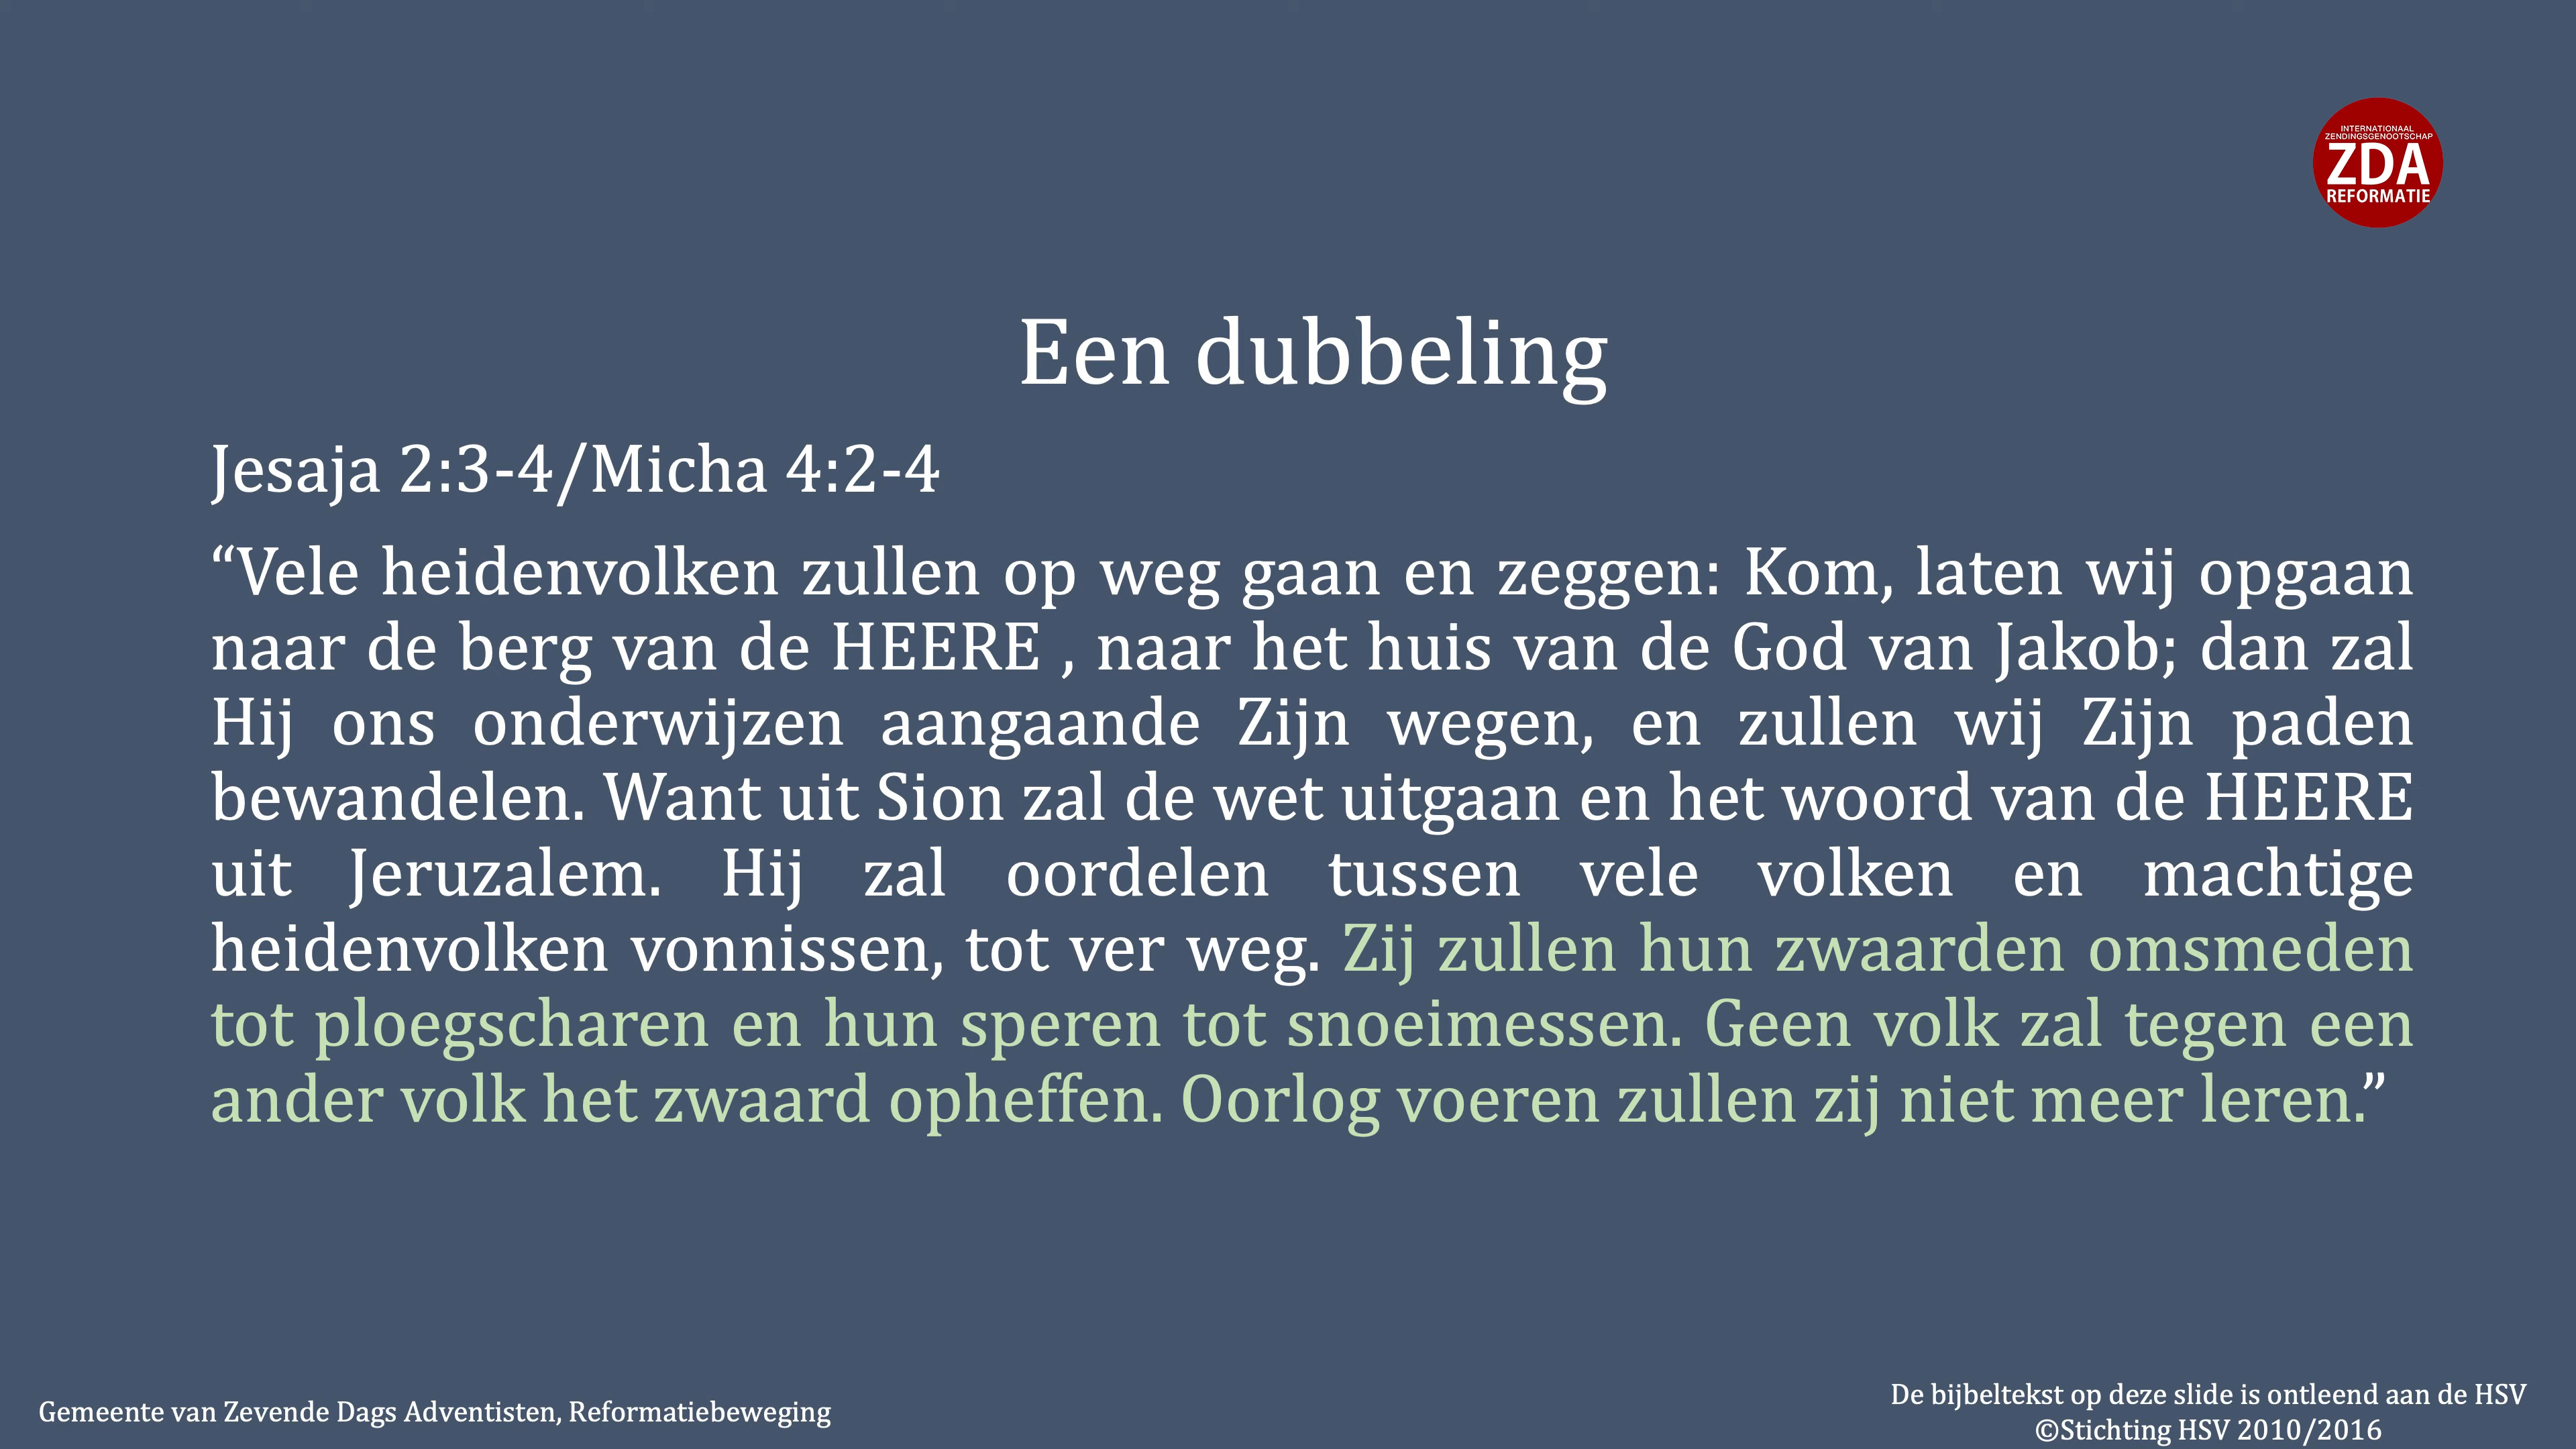 INTERNATIONAAL
ZENDINGSGENOOTSCHAP
ZDA
REFORMATIE
Een dubbeling
Jesaja 2:3-4/Micha 4:2-4
“Vele heidenvolken zullen op weg gaan en zeggen: Kom, laten wij opgaan
naar de berg van de HEERE , naar het huis van de God van Jakob; dan zal
Hij ons onderwijzen aangaande Zijn wegen, en zullen wij Zijn paden
bewandelen. Want uit Sion zal de wet uitgaan en het woord van de HEERE
uit Jeruzalem. Hij zal oordelen tussen vele volken en machtige
heidenvolken vonnissen, tot ver weg. Zij zullen hun zwaarden omsmeden
tot ploegscharen en hun speren tot snoeimessen. Geen volk zal tegen een
ander volk het zwaard opheffen. Oorlog voeren zullen zij niet meer leren.”
Gemeente van Zevende Dags Adventisten, Reformatiebeweging
De bijbeltekst op deze slide is ontleend aan de HSV
©Stichting HSV 2010/2016